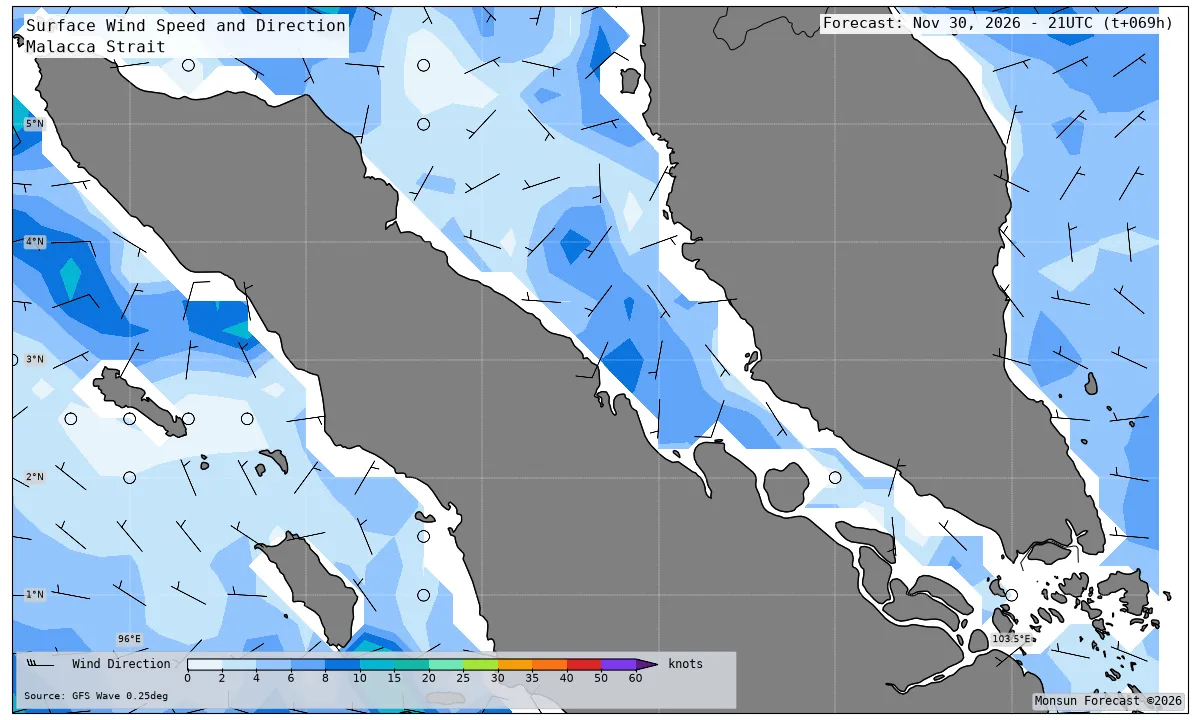 Surface Wind Speed and Direction
Malacca Strait
Forecast: Nov 30, 2026 - 21UTC (t+069h)
5°N
4°N
3°N
2°N
1°N
96°E
103.5°E
Wind Direction
knots
0 2 4 6 8 10 15 20 25 30 35 40 50 60
Source: GFS Wave 0.25deg
Monsun Forecast ©2026